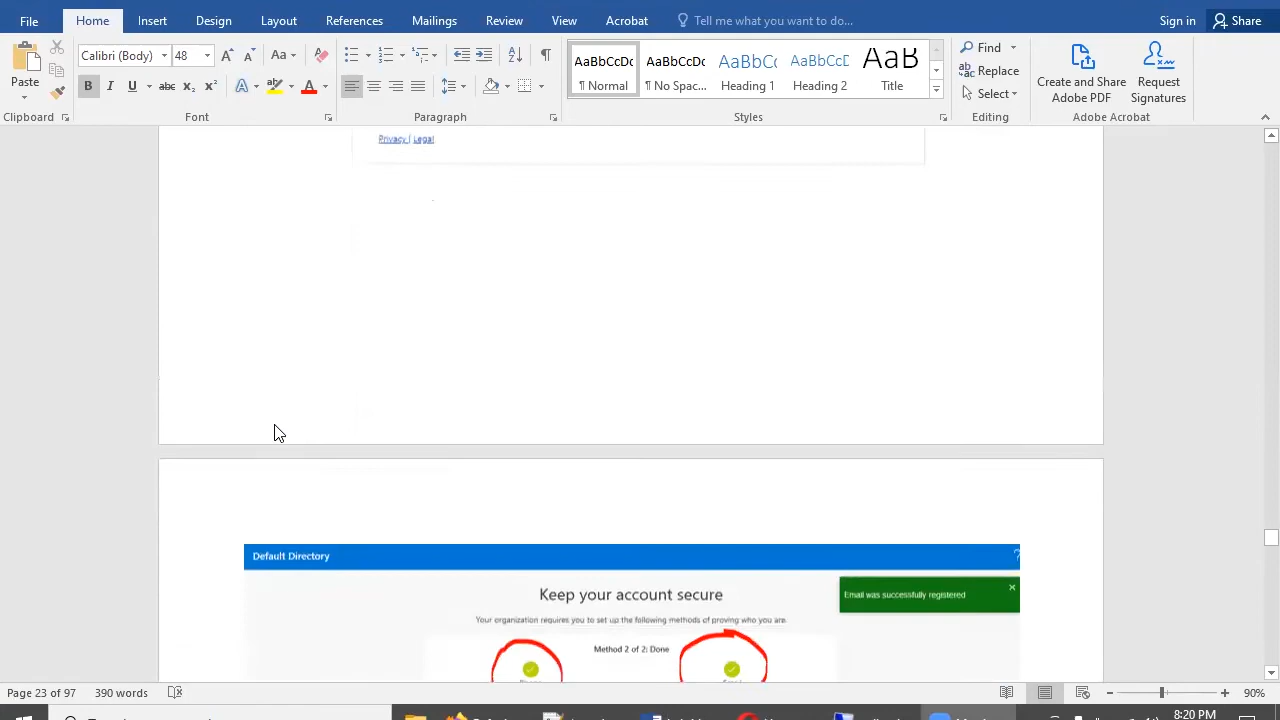 File Home Insert Design Layout References Mailings Review View Acrobat Tell me what you want to do... Sign in Share
Calibri (Body) 48 A A Aa AaBbCcDc AaBbCcDc AaBbCc AaBbCcD AaB Find
Paste B I U abc x₂ x² A A ¶ Normal ¶ No Spac... Heading 1 Heading 2 Title Replace Create and Share Request
Select Adobe PDF Signatures
Clipboard Font Paragraph Styles Editing Adobe Acrobat
Privacy | Legal
Default Directory ?
Keep your account secure
Email was successfully registered
Your organization requires you to set up the following methods of proving who you are.
Method 2 of 2: Done
Page 23 of 97 390 words 90%
8:20 PM